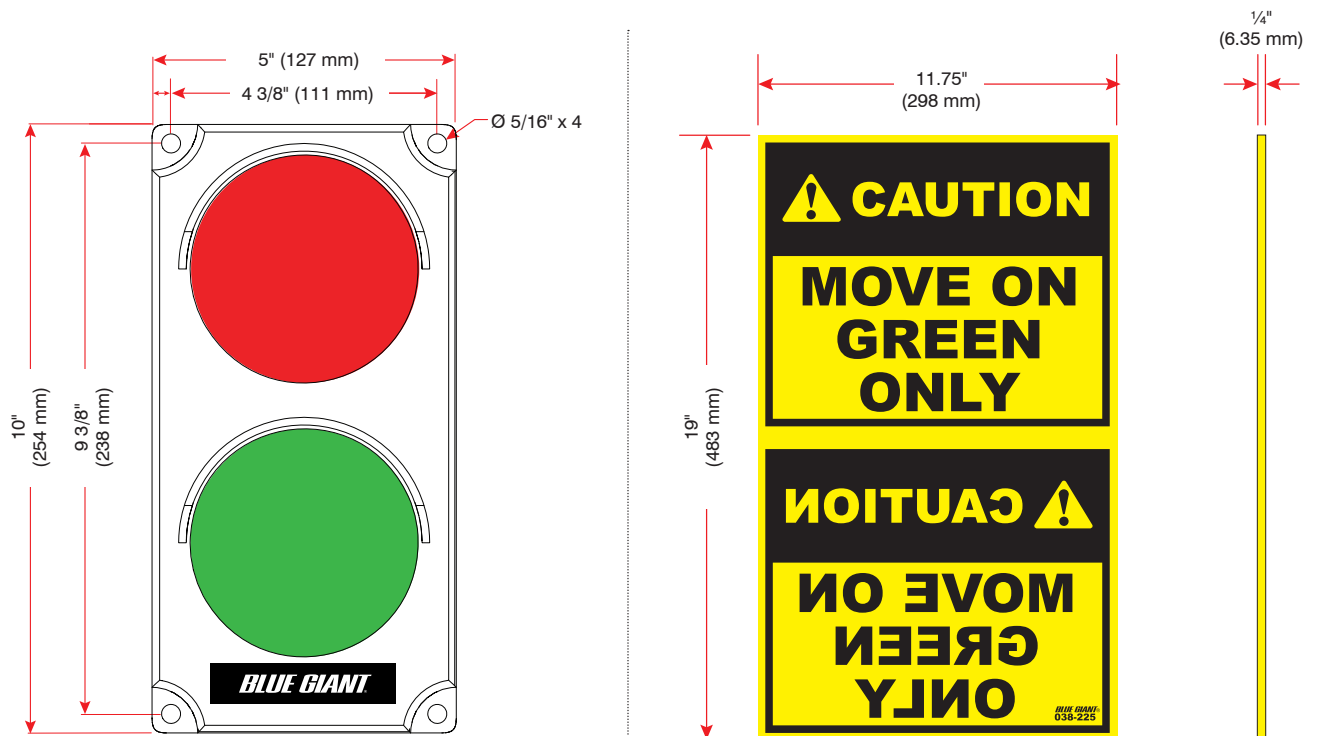 5" (127 mm)
4 3/8" (111 mm)
Ø 5/16" x 4
10"
(254 mm)
9 3/8"
(238 mm)
BLUE GIANT
11.75"
(298 mm)
¼"
(6.35 mm)
19"
(483 mm)
CAUTION
MOVE ON
GREEN
ONLY
CAUTION
MOVE ON
GREEN
ONLY
BLUE GIANT®
038-225